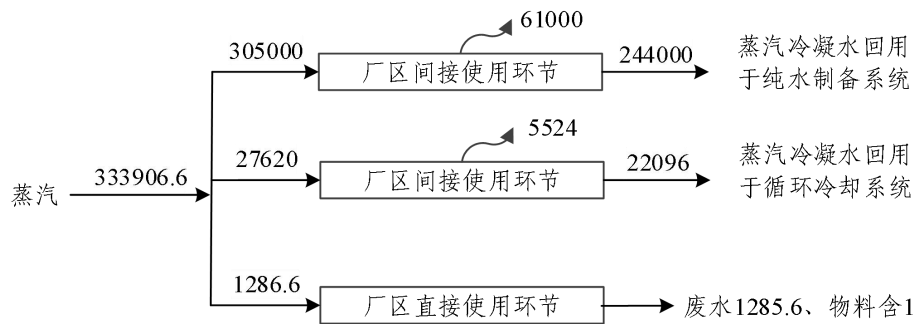 61000
305000
厂区间接使用环节
244000
蒸汽冷凝水回用
于纯水制备系统
5524
蒸汽
333906.6
27620
厂区间接使用环节
22096
蒸汽冷凝水回用
于循环冷却系统
1286.6
厂区直接使用环节
废水1285.6、物料含1